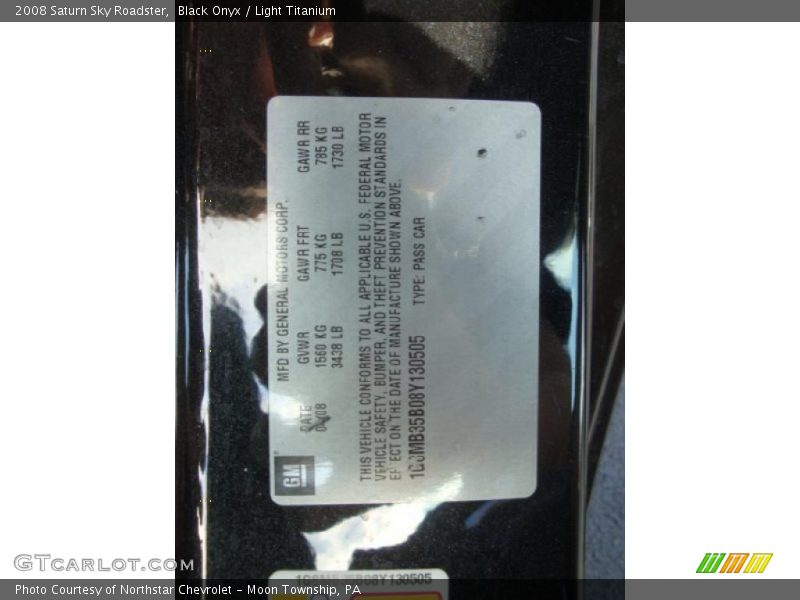 2008 Saturn Sky Roadster, Black Onyx / Light Titanium
MFD BY GENERAL MOTORS CORP.
DATE GVWR GAWR FRT GAWR RR
1560 KG 775 KG 785 KG
3438 LB 1708 LB 1730 LB
THIS VEHICLE CONFORMS TO ALL APPLICABLE U.S. FEDERAL MOTOR
VEHICLE SAFETY, BUMPER, AND THEFT PREVENTION STANDARDS IN
EFFECT ON THE DATE OF MANUFACTURE SHOWN ABOVE.
1G8MB35B08Y130505 TYPE: PASS CAR
GM
1G8MB35B08Y130505
GTCARLOT.COM
Photo Courtesy of Northstar Chevrolet - Moon Township, PA